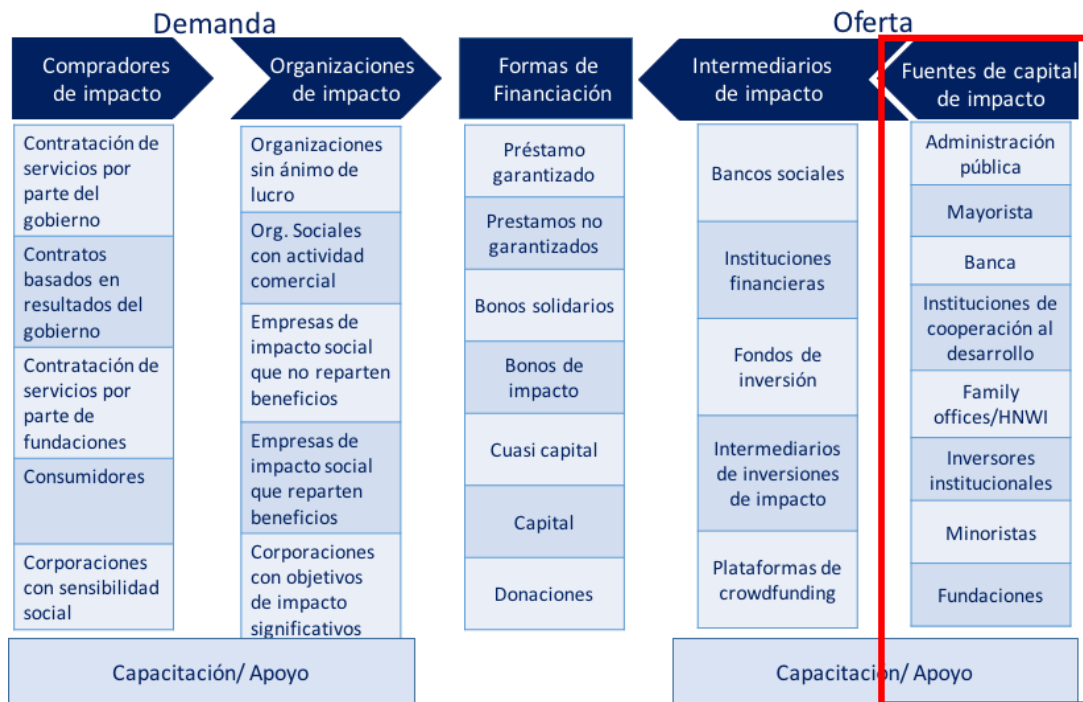 Demanda
Oferta
Compradores
de impacto
Organizaciones
de impacto
Formas de
Financiación
Intermediarios
de impacto
Fuentes de capital
de impacto
Contratación de
servicios por
parte del
gobierno
Contratos
basados en
resultados del
gobierno
Contratación de
servicios por
parte de
fundaciones
Consumidores
Corporaciones
con sensibilidad
social
Organizaciones
sin ánimo de
lucro
Org. Sociales
con actividad
comercial
Empresas de
impacto social
que no reparten
beneficios
Empresas de
impacto social
que reparten
beneficios
Corporaciones
con objetivos
de impacto
significativos
Préstamo
garantizado
Prestamos no
garantizados
Bonos solidarios
Bonos de
impacto
Cuasi capital
Capital
Donaciones
Bancos sociales
Instituciones
financieras
Fondos de
inversión
Intermediarios
de inversiones
de impacto
Plataformas de
crowdfunding
Administración
pública
Mayorista
Banca
Instituciones de
cooperación al
desarrollo
Family
offices/HNWI
Inversores
institucionales
Minoristas
Fundaciones
Capacitación/ Apoyo
Capacitación/ Apoyo